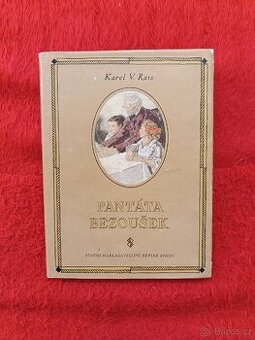 Karel V. Rais
PANTÁTA
BEZOUŠEK
STÁTNÍ NAKLADATELSTVÍ DĚTSKÉ KNIHY